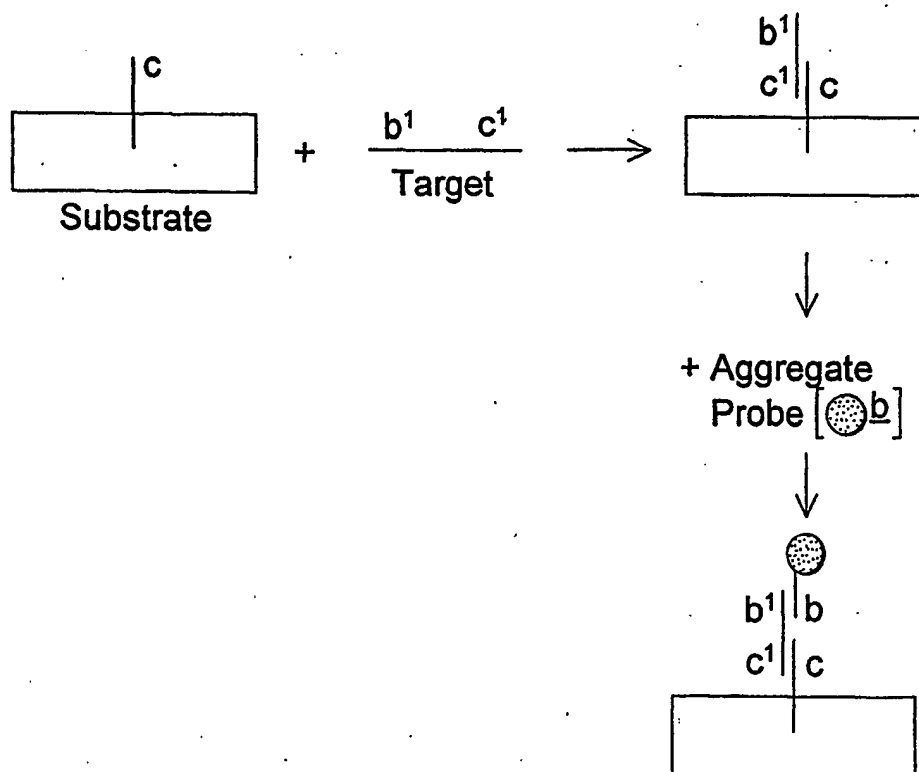 c
Substrate
+
b¹ c¹
Target
b¹
c¹ c
+ Aggregate
Probe [ b]
b¹ b
c¹ c